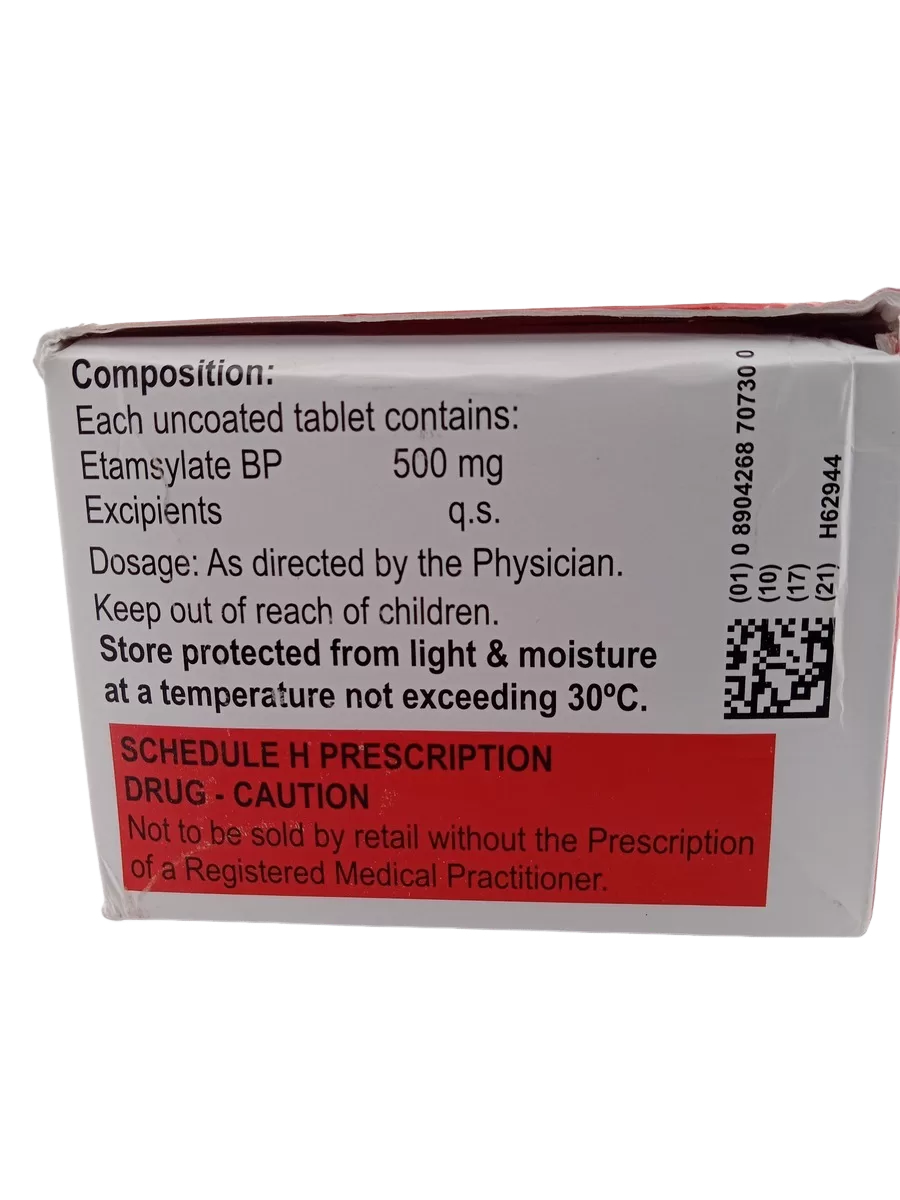 Composition:
Each uncoated tablet contains:
Etamsylate BP 500 mg
Excipients q.s.
Dosage: As directed by the Physician.
Keep out of reach of children.
Store protected from light & moisture
at a temperature not exceeding 30ºC.
SCHEDULE H PRESCRIPTION
DRUG - CAUTION
Not to be sold by retail without the Prescription
of a Registered Medical Practitioner.
(01) 0 8904268 70730 0
(10)
(17)
(21) H62944